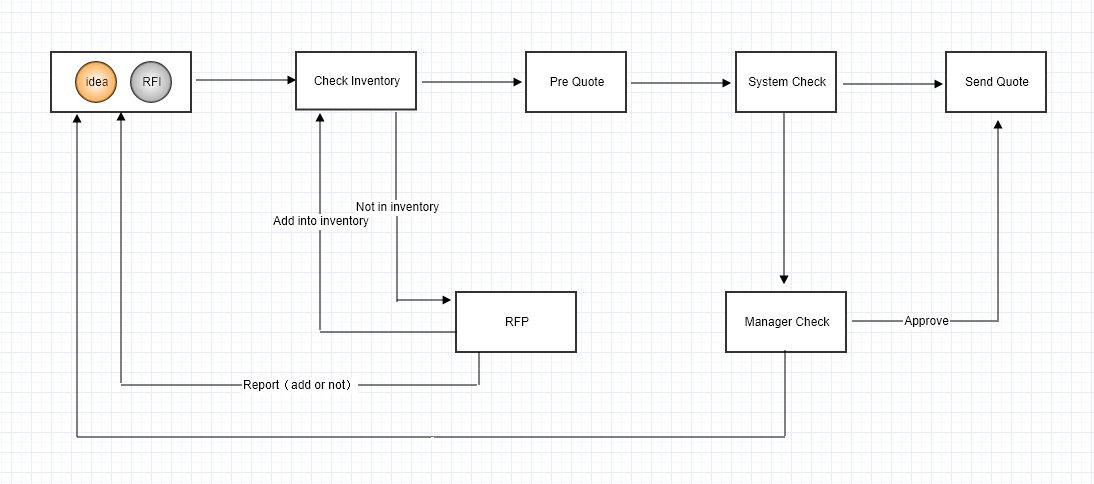 idea
RFI
Check Inventory
Pre Quote
System Check
Send Quote
Not in inventory
Add into inventory
RFP
Manager Check
Approve
Report（add or not）